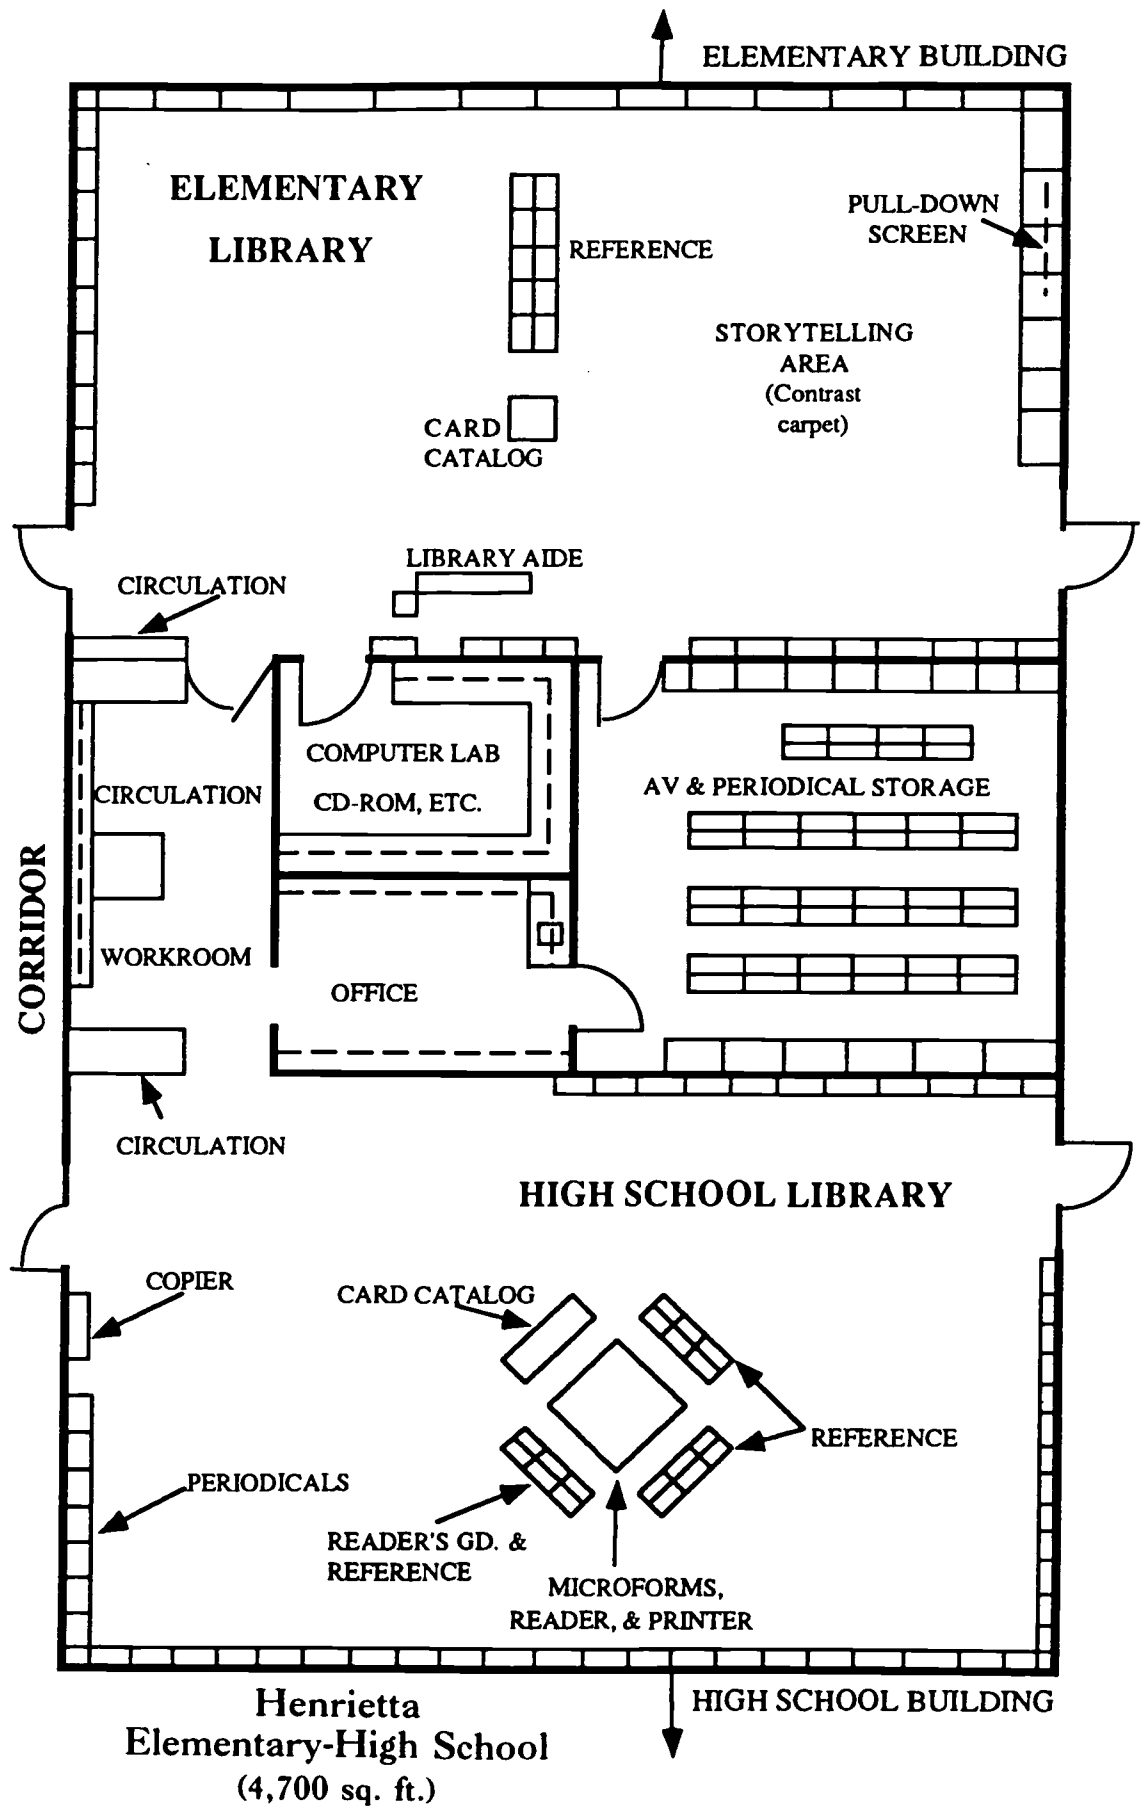 ELEMENTARY BUILDING
ELEMENTARY
LIBRARY
REFERENCE
PULL-DOWN
SCREEN
STORYTELLING
AREA
(Contrast
carpet)
CARD
CATALOG
LIBRARY AIDE
CIRCULATION
COMPUTER LAB
CD-ROM, ETC.
CIRCULATION
AV & PERIODICAL STORAGE
CORRIDOR
WORKROOM
OFFICE
CIRCULATION
HIGH SCHOOL LIBRARY
COPIER
CARD CATALOG
REFERENCE
PERIODICALS
READER'S GD. &
REFERENCE
MICROFORMS,
READER, & PRINTER
HIGH SCHOOL BUILDING
Henrietta
Elementary-High School
(4,700 sq. ft.)